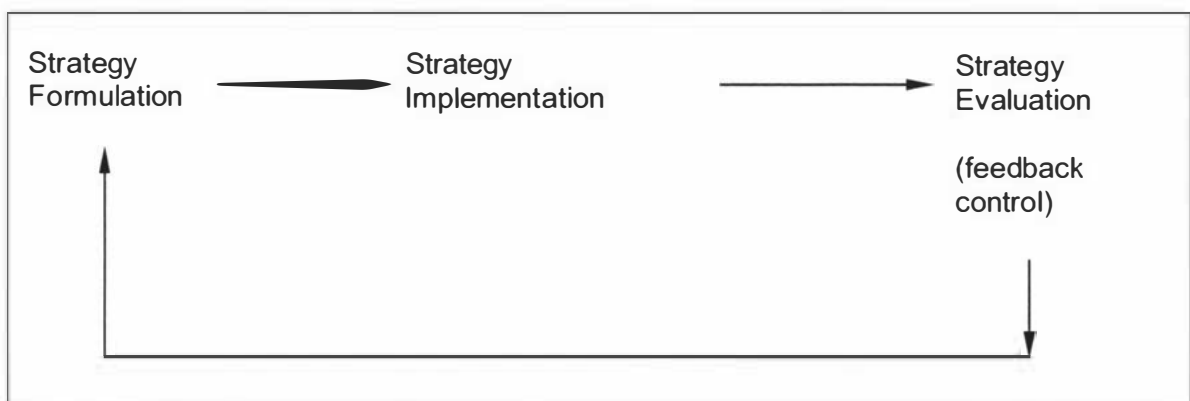 Strategy
Formulation
Strategy
Implementation
Strategy
Evaluation
(feedback
control)